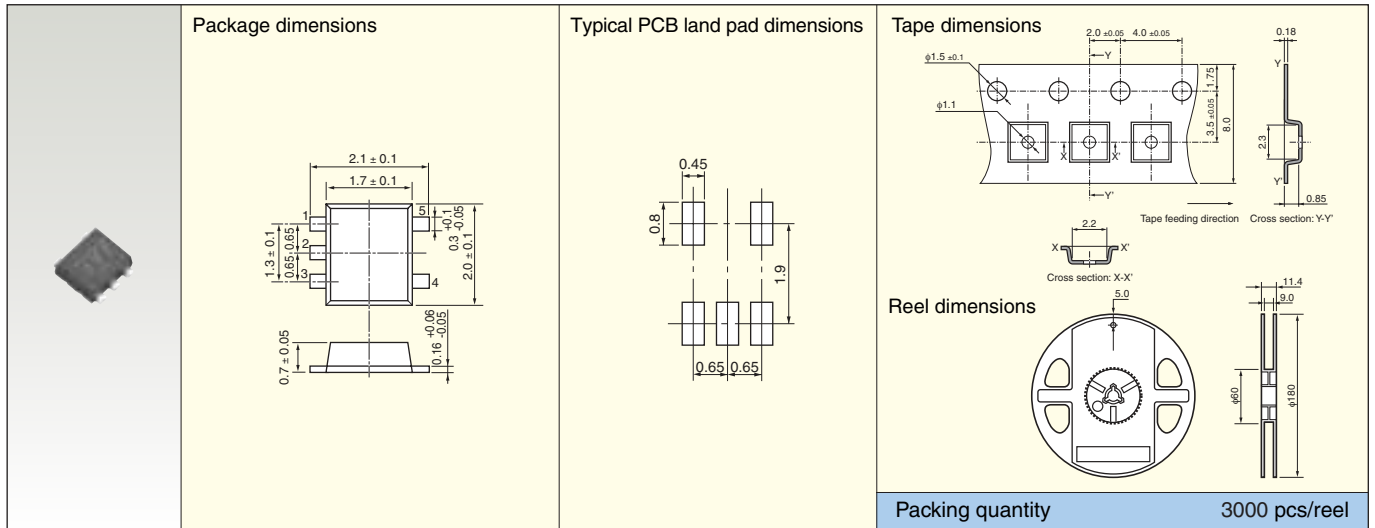 Package dimensions
2.1 ± 0.1
1.7 ± 0.1
1
5
2
3
4
1.3 ± 0.1
0.65
0.65
0.3 +0.1 -0.05
2.0 ± 0.1
0.7 ± 0.05
0.16 +0.06 -0.05
Typical PCB land pad dimensions
0.45
0.8
1.9
0.65 0.65
Tape dimensions
2.0 ±0.05 4.0 ±0.05
0.18
φ1.5 ±0.1
Y
Y
1.75
φ1.1
3.5 ±0.05
8.0
2.3
X X'
Y'
Y'
0.85
Tape feeding direction
Cross section: Y-Y'
2.2
X X'
Cross section: X-X'
Reel dimensions
5.0
11.4
9.0
φ60
φ180
Packing quantity 3000 pcs/reel